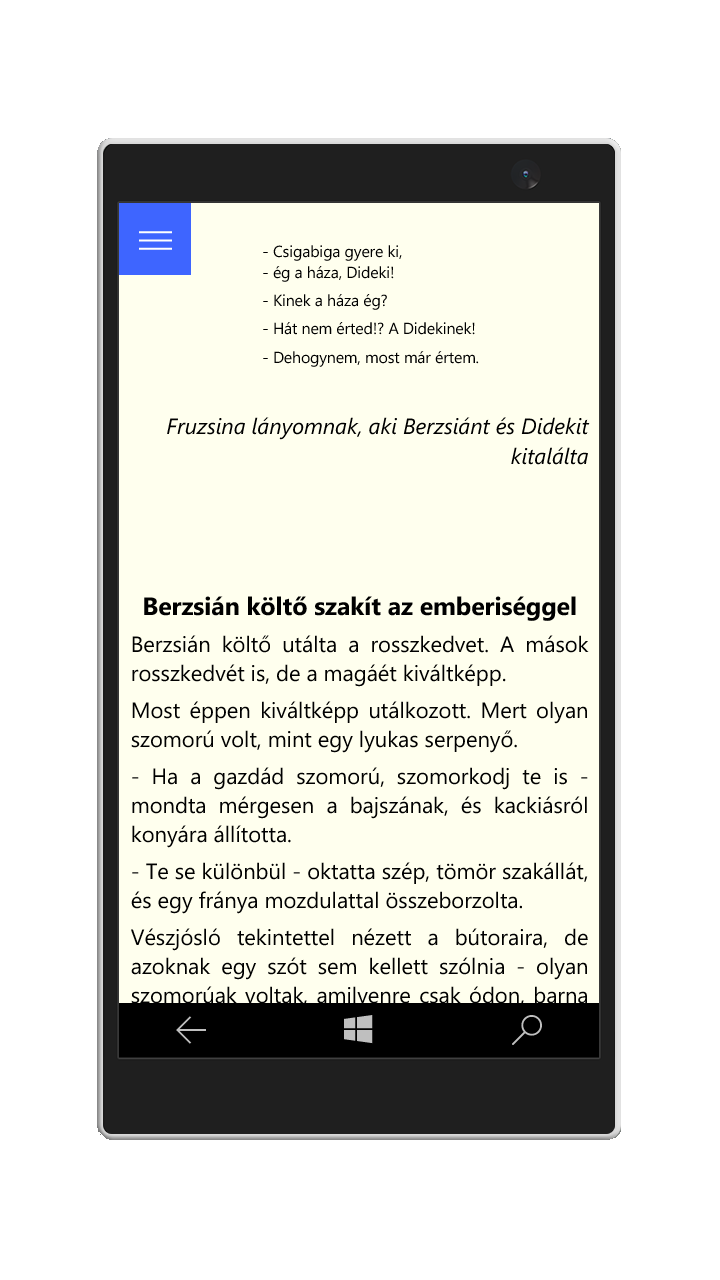 - Csigabiga gyere ki,
- ég a háza, Dideki!
- Kinek a háza ég?
- Hát nem érted!? A Didekinek!
- Dehogynem, most már értem.
Fruzsina lányomnak, aki Berzsiánt és Didekit
kitalálta
Berzsián költő szakít az emberiséggel
Berzsián költő utálta a rosszkedvet. A mások
rosszkedvét is, de a magáét kiváltképp.
Most éppen kiváltképp utálkozott. Mert olyan
szomorú volt, mint egy lyukas serpenyő.
- Ha a gazdád szomorú, szomorkodj te is -
mondta mérgesen a bajszának, és kackiásról
konyára állította.
- Te se különbül - oktatta szép, tömör szakállát,
és egy fránya mozdulattal összeborzolta.
Vészjósló tekintettel nézett a bútoraira, de
azoknak egy szót sem kellett szólnia - olyan
szomorúak voltak, amilyenre csak ódon, barna